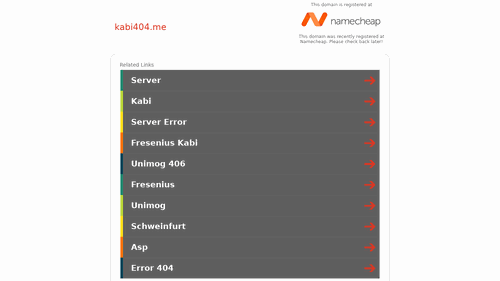 This domain is registered at
namecheap
kabi404.me
This domain was recently registered at
Namecheap. Please check back later!
Related Links
Server
Kabi
Server Error
Fresenius Kabi
Unimog 406
Fresenius
Unimog
Schweinfurt
Asp
Error 404